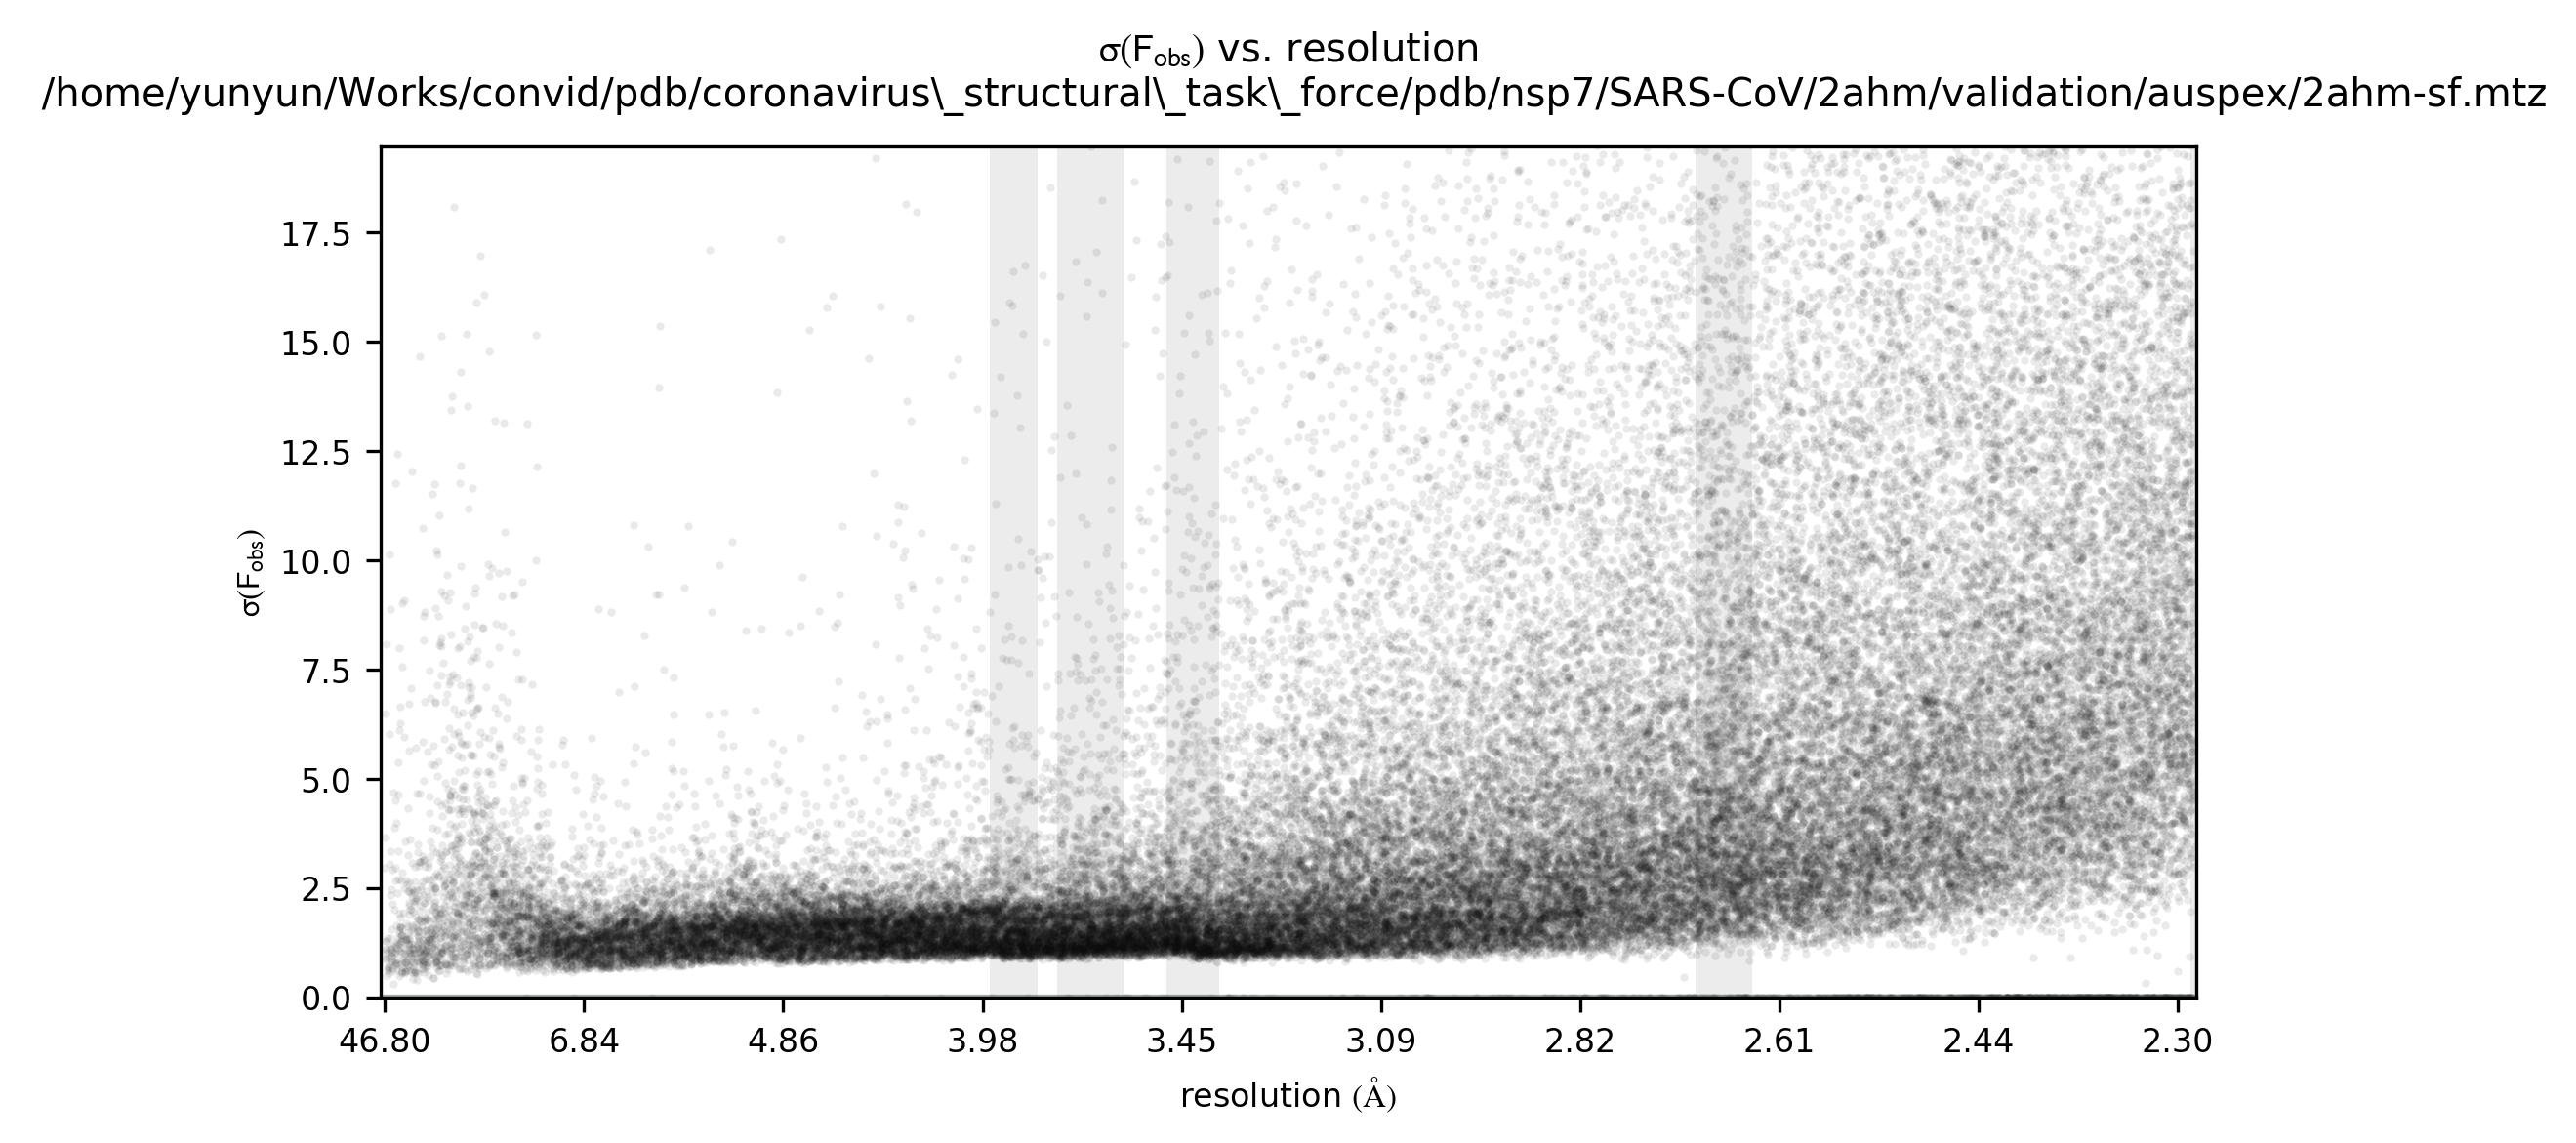 σ(Fobs) vs. resolution
/home/yunyun/Works/convid/pdb/coronavirus\_structural\_task\_force/pdb/nsp7/SARS-CoV/2ahm/validation/auspex/2ahm-sf.mtz
σ(Fobs)
17.5
15.0
12.5
10.0
7.5
5.0
2.5
0.0
46.80 6.84 4.86 3.98 3.45 3.09 2.82 2.61 2.44 2.30
resolution (Å)